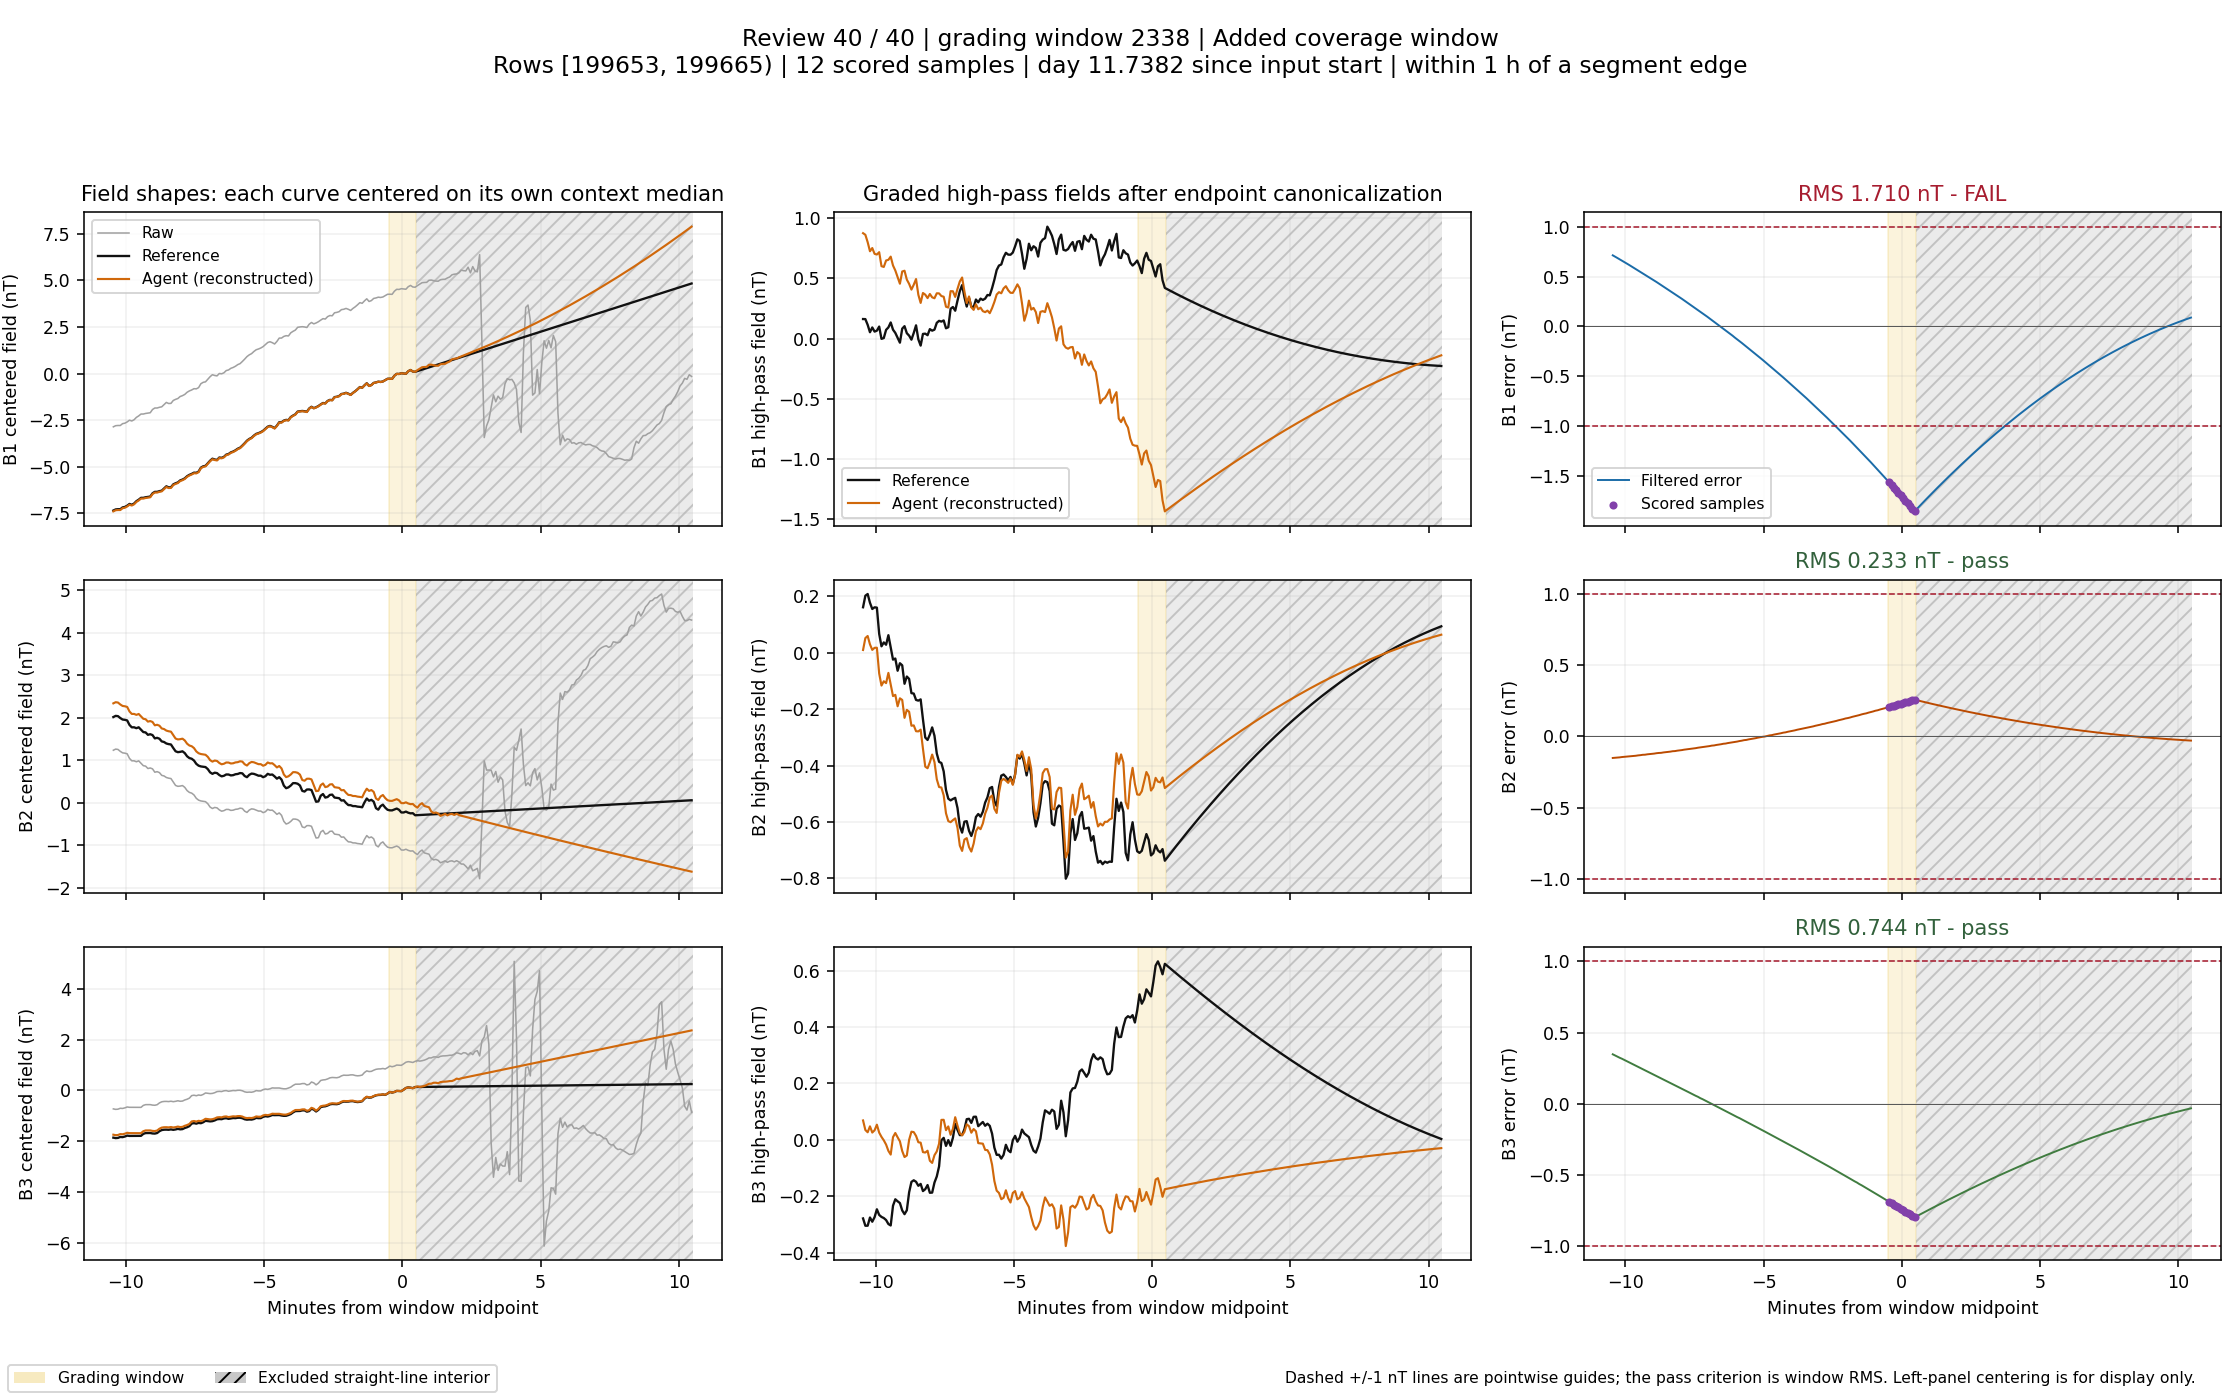 Review 40 / 40 | grading window 2338 | Added coverage window
Rows [199653, 199665) | 12 scored samples | day 11.7382 since input start | within 1 h of a segment edge
Field shapes: each curve centered on its own context median
Graded high-pass fields after endpoint canonicalization
RMS 1.710 nT - FAIL
B1 centered field (nT)
7.5
5.0
2.5
0.0
−2.5
−5.0
−7.5
Raw
Reference
Agent (reconstructed)
B1 high-pass field (nT)
1.0
0.5
0.0
−0.5
−1.0
−1.5
Reference
Agent (reconstructed)
B1 error (nT)
1.0
0.5
0.0
−0.5
−1.0
−1.5
Filtered error
Scored samples
RMS 0.233 nT - pass
B2 centered field (nT)
5
4
3
2
1
0
−1
−2
B2 high-pass field (nT)
0.2
0.0
−0.2
−0.4
−0.6
−0.8
B2 error (nT)
1.0
0.5
0.0
−0.5
−1.0
RMS 0.744 nT - pass
B3 centered field (nT)
4
2
0
−2
−4
−6
−10
−5
0
5
10
Minutes from window midpoint
B3 high-pass field (nT)
0.6
0.4
0.2
0.0
−0.2
−0.4
−10
−5
0
5
10
Minutes from window midpoint
B3 error (nT)
1.0
0.5
0.0
−0.5
−1.0
−10
−5
0
5
10
Minutes from window midpoint
Grading window
Excluded straight-line interior
Dashed +/-1 nT lines are pointwise guides; the pass criterion is window RMS. Left-panel centering is for display only.